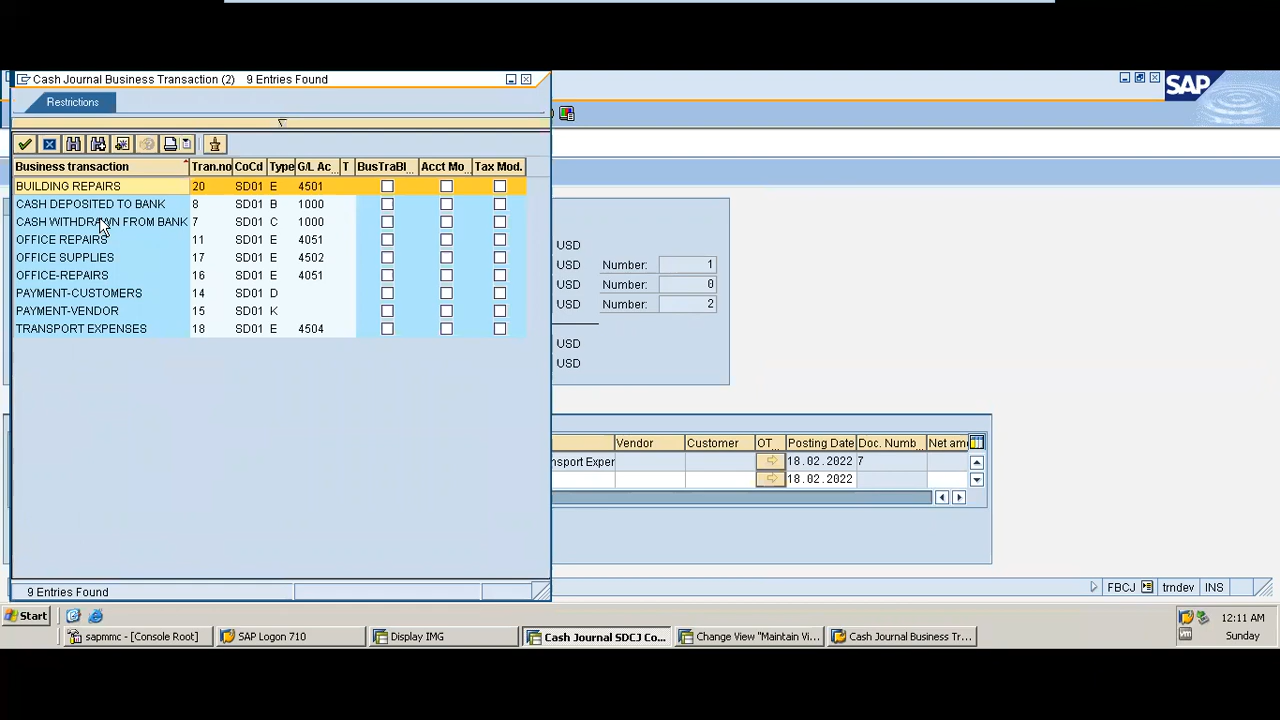 Cash Journal Business Transaction (2) 9 Entries Found
SAP
Restrictions
Business transaction Tran.no CoCd Type G/L Ac... T BusTraBl... Acct Mo... Tax Mod.
BUILDING REPAIRS 20 SD01 E 4501
CASH DEPOSITED TO BANK 8 SD01 B 1000
CASH WITHDRAWN FROM BANK 7 SD01 C 1000
OFFICE REPAIRS 11 SD01 E 4051
OFFICE SUPPLIES 17 SD01 E 4502
OFFICE-REPAIRS 16 SD01 E 4051
PAYMENT-CUSTOMERS 14 SD01 D
PAYMENT-VENDOR 15 SD01 K
TRANSPORT EXPENSES 18 SD01 E 4504
USD
USD Number: 1
USD Number: 0
USD Number: 2
USD
USD
Vendor Customer OT... Posting Date Doc. Numb... Net am
nsport Exper 18.02.2022 7
18.02.2022
9 Entries Found
FBCJ trndev INS
Start 12:11 AM
sapmmc - [Console Root] SAP Logon 710 Display IMG Cash Journal SDCJ Co... Change View "Maintain Vi... Cash Journal Business Tr... Sunday